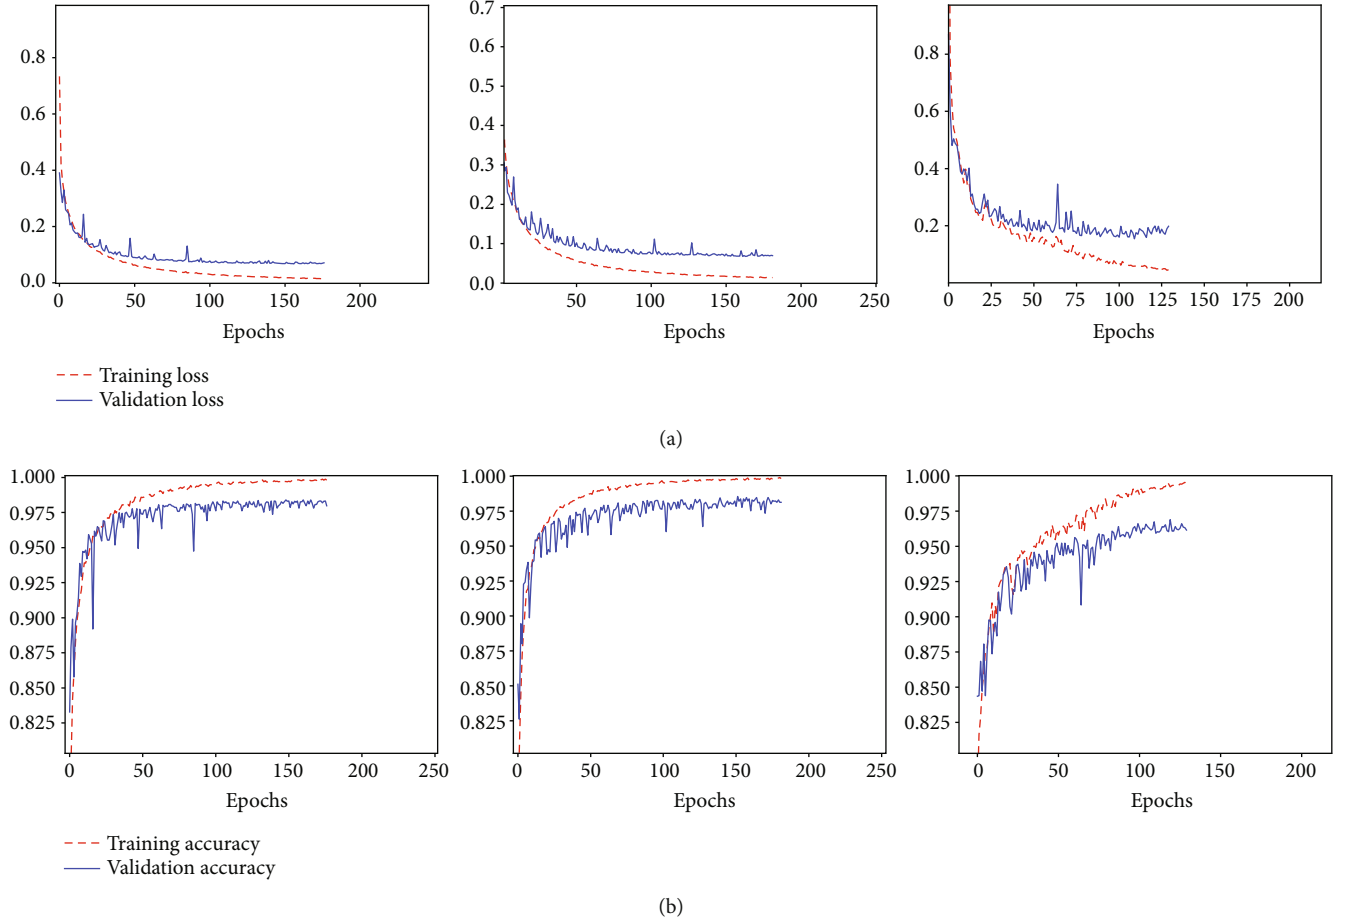 0.8
0.6
0.4
0.2
0.0
0 50 100 150 200
Epochs
0.7
0.6
0.5
0.4
0.3
0.2
0.1
0.0
50 100 150 200 250
Epochs
0.8
0.6
0.4
0.2
0 25 50 75 100 125 150 175 200
Epochs
Training loss
Validation loss
(a)
1.000
0.975
0.950
0.925
0.900
0.875
0.850
0.825
0 50 100 150 200 250
Epochs
1.000
0.975
0.950
0.925
0.900
0.875
0.850
0.825
0 50 100 150 200 250
Epochs
1.000
0.975
0.950
0.925
0.900
0.875
0.850
0.825
0 50 100 150 200
Epochs
Training accuracy
Validation accuracy
(b)